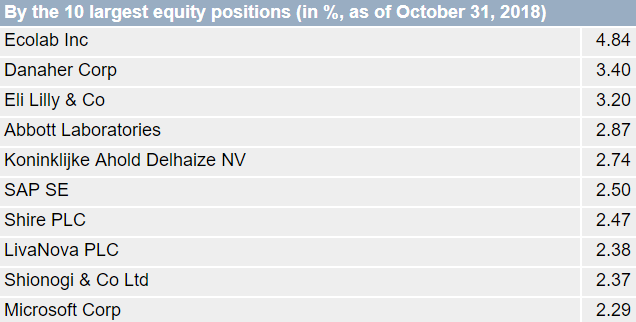 By the 10 largest equity positions (in %, as of October 31, 2018)
Ecolab Inc 4.84
Danaher Corp 3.40
Eli Lilly & Co 3.20
Abbott Laboratories 2.87
Koninklijke Ahold Delhaize NV 2.74
SAP SE 2.50
Shire PLC 2.47
LivaNova PLC 2.38
Shionogi & Co Ltd 2.37
Microsoft Corp 2.29